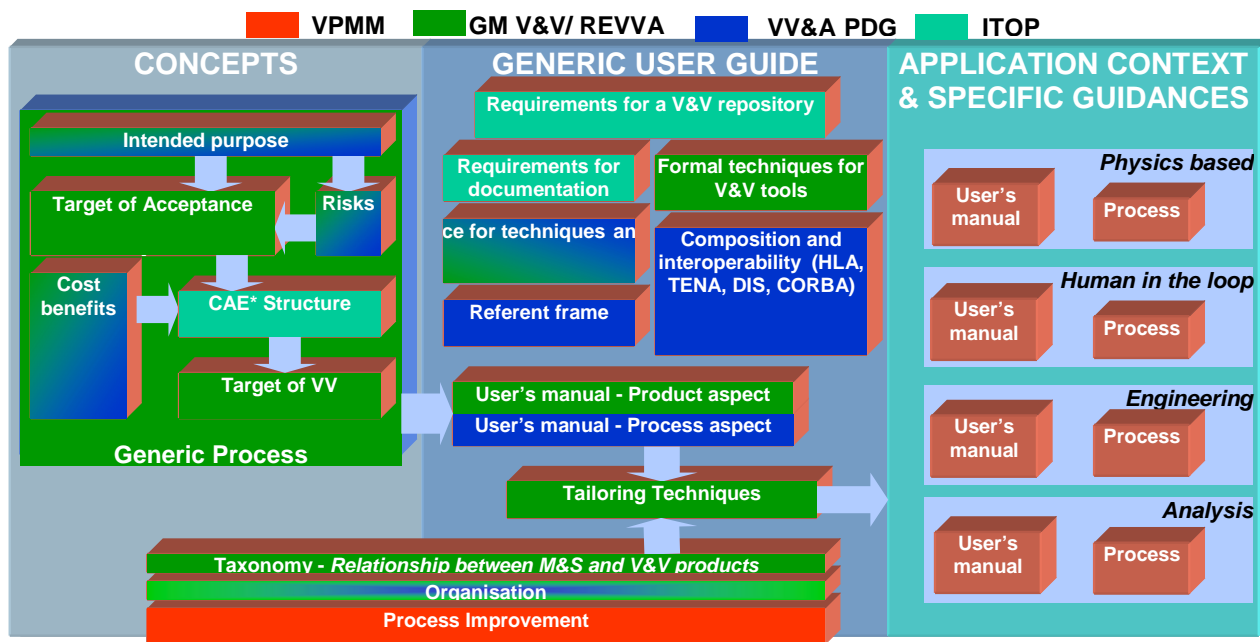 VPMM
GM V&V/ REVVA
VV&A PDG
ITOP
CONCEPTS
Intended purpose
Target of Acceptance
Risks
Cost
benefits
CAE* Structure
Target of VV
Generic Process
GENERIC USER GUIDE
Requirements for a V&V repository
Requirements for
documentation
Formal techniques for
V&V tools
ce for techniques an
Composition and
interoperability (HLA,
TENA, DIS, CORBA)
Referent frame
User's manual - Product aspect
User's manual - Process aspect
Tailoring Techniques
Taxonomy - Relationship between M&S and V&V products
Organisation
Process Improvement
APPLICATION CONTEXT
& SPECIFIC GUIDANCES
Physics based
User's
manual
Process
Human in the loop
User's
manual
Process
Engineering
User's
manual
Process
Analysis
User's
manual
Process